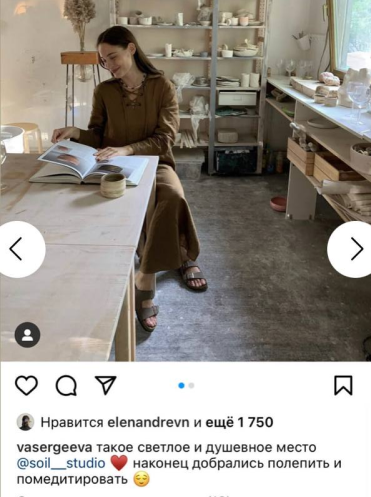 Нравится elenandrevn и ещё 1 750
vasergeeva такое светлое и душевное место
@soil__studio ❤️ наконец добрались полепить и
помедитировать 😌